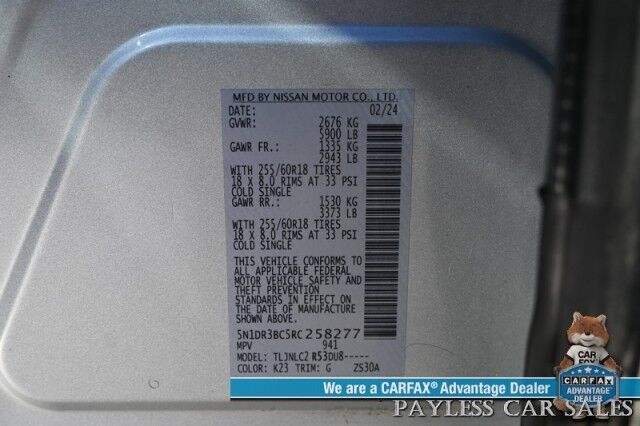 MFD BY NISSAN MOTOR CO., LTD.
DATE: 02/24
GVWR: 2676 KG
5900 LB
GAWR FR.: 1335 KG
2943 LB
WITH 255/60R18 TIRES
18 X 8.0 RIMS AT 33 PSI
COLD SINGLE
GAWR RR.: 1530 KG
3373 LB
WITH 255/60R18 TIRES
18 X 8.0 RIMS AT 33 PSI
COLD SINGLE
THIS VEHICLE CONFORMS TO
ALL APPLICABLE FEDERAL
MOTOR VEHICLE SAFETY AND
THEFT PREVENTION
STANDARDS IN EFFECT ON
THE DATE OF MANUFACTURE
SHOWN ABOVE.
5N1DR3BC5RC258277
MPV 941
MODEL: TLJNLC2 R53DU8-----
COLOR: K23 TRIM: G ZS30A
CAR
FOX
CARFAX
ADVANTAGE
DEALER
We are a CARFAX® Advantage Dealer
PAYLESS CAR SALES